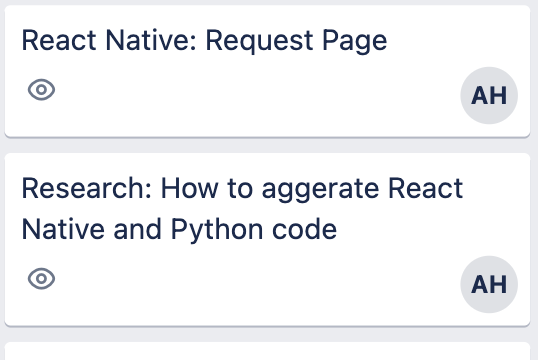 React Native: Request Page
AH
Research: How to aggerate React
Native and Python code
AH